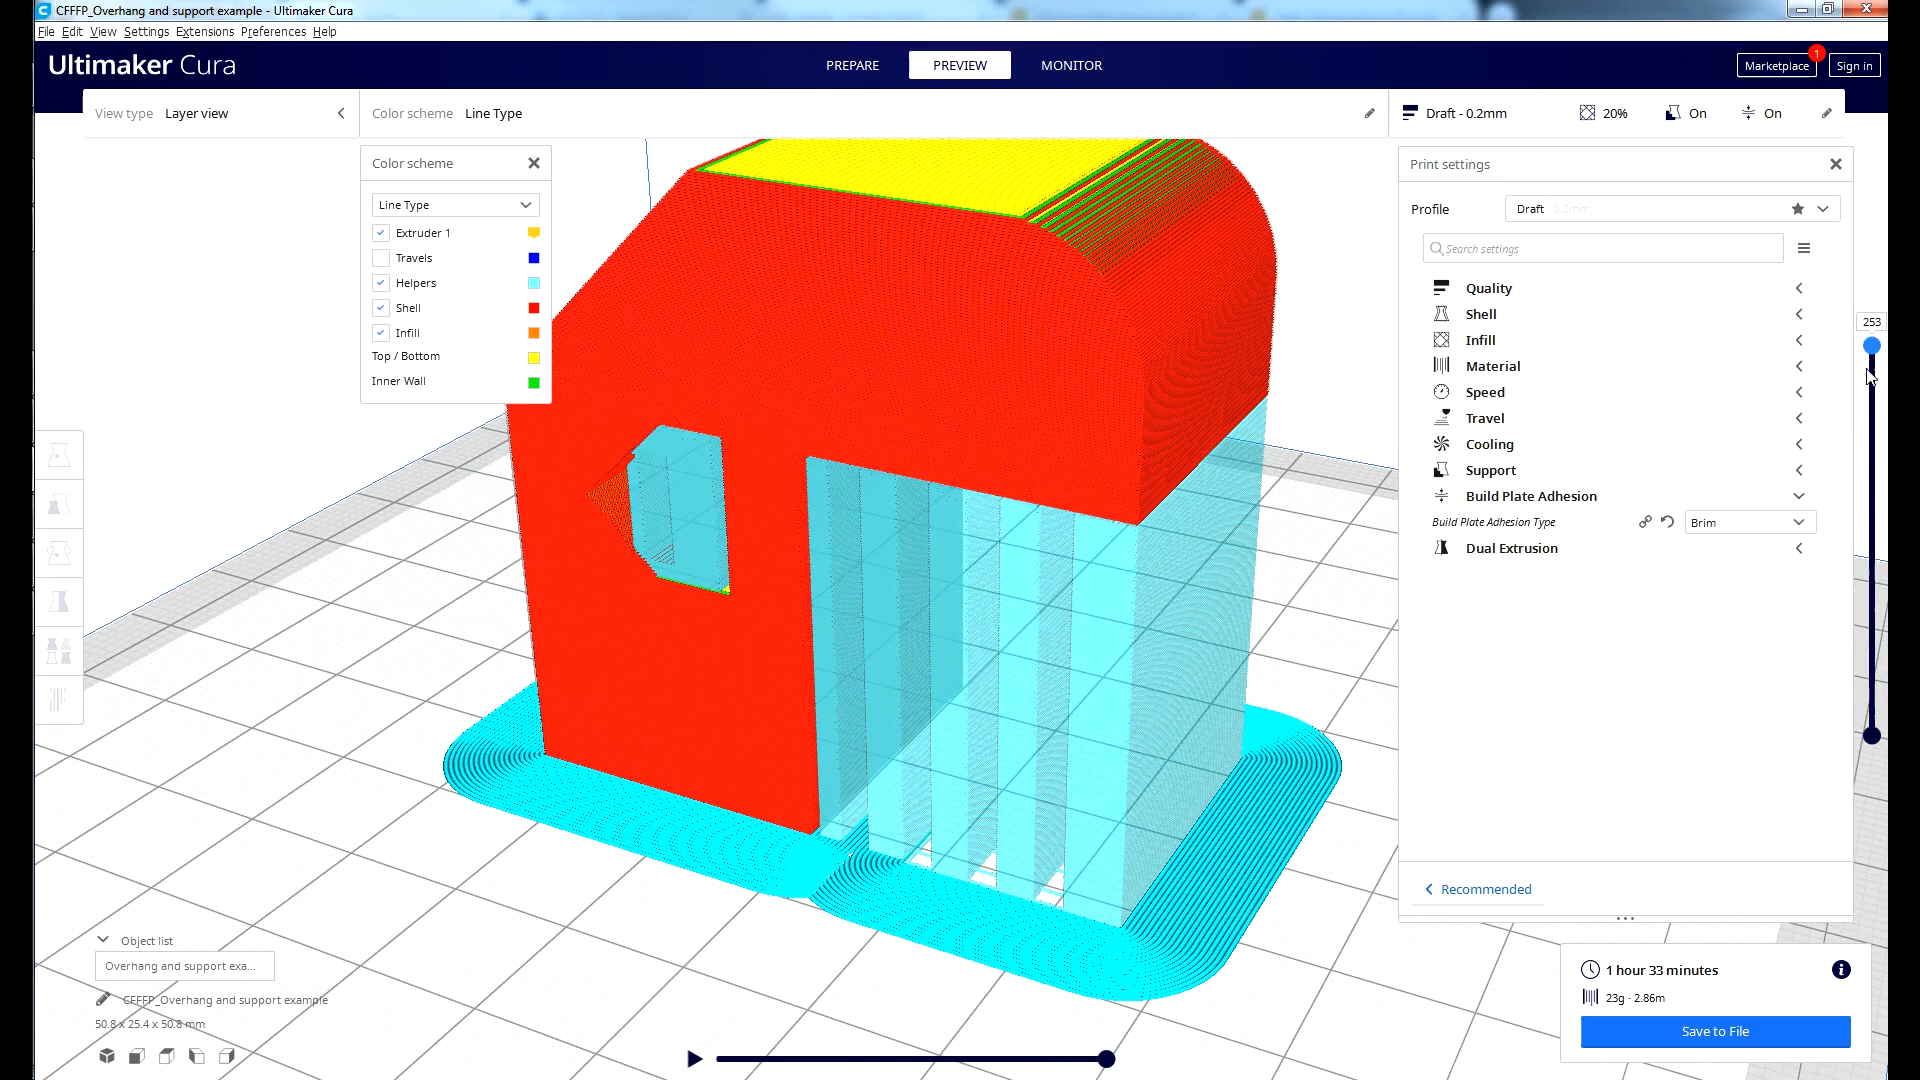 CFFFP_Overhang and support example - Ultimaker Cura
File Edit View Settings Extensions Preferences Help
Ultimaker Cura
PREPARE
PREVIEW
MONITOR
1
Marketplace
Sign in
View type Layer view
Color scheme Line Type
Draft - 0.2mm
20%
On
On
Color scheme
Line Type
Extruder 1
Travels
Helpers
Shell
Infill
Top / Bottom
Inner Wall
Print settings
Profile
Draft - 0.2mm
Search settings
Quality
Shell
Infill
Material
Speed
Travel
Cooling
Support
Build Plate Adhesion
Build Plate Adhesion Type
Brim
Dual Extrusion
Recommended
253
Object list
Overhang and support exa...
CFFFP_Overhang and support example
50.8 x 25.4 x 50.8 mm
1 hour 33 minutes
23g · 2.86m
Save to File